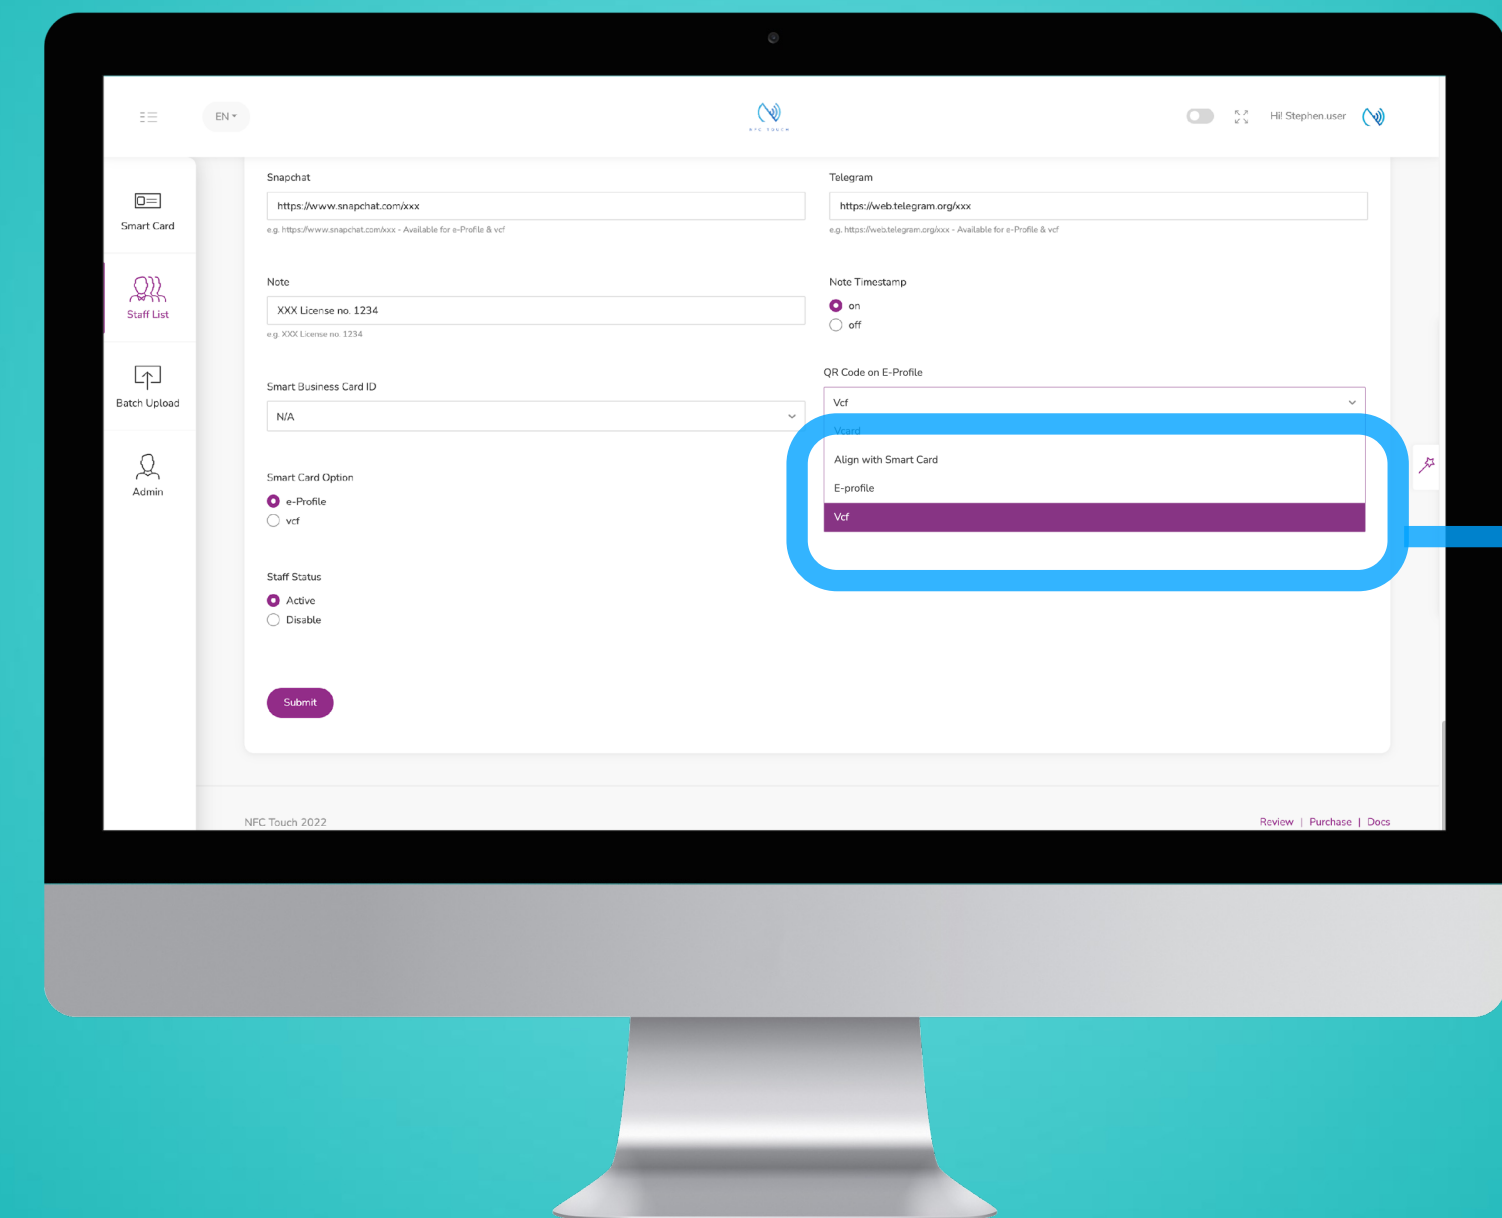 EN
NFC TOUCH
Hi! Stephen.user
Smart Card
Staff List
Batch Upload
Admin
Snapchat
https://www.snapchat.com/xxx
e.g. https://www.snapchat.com/xxx - Available for e-Profile & vcf
Telegram
https://web.telegram.org/xxx
e.g. https://web.telegram.org/xxx - Available for e-Profile & vcf
Note
XXX License no. 1234
e.g. XXX License no. 1234
Note Timestamp
on
off
Smart Business Card ID
N/A
QR Code on E-Profile
Vcf
Vcard
Align with Smart Card
E-profile
Vcf
Smart Card Option
e-Profile
vcf
Staff Status
Active
Disable
Submit
NFC Touch 2022
Review | Purchase | Docs